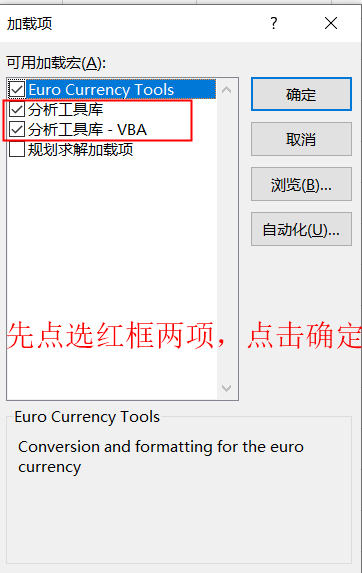 加载项
? ×
可用加载宏(A):
Euro Currency Tools
分析工具库
分析工具库 - VBA
规划求解加载项
确定
取消
浏览(B)...
自动化(U)...
先点选红框两项，点击确定
Euro Currency Tools
Conversion and formatting for the euro
currency